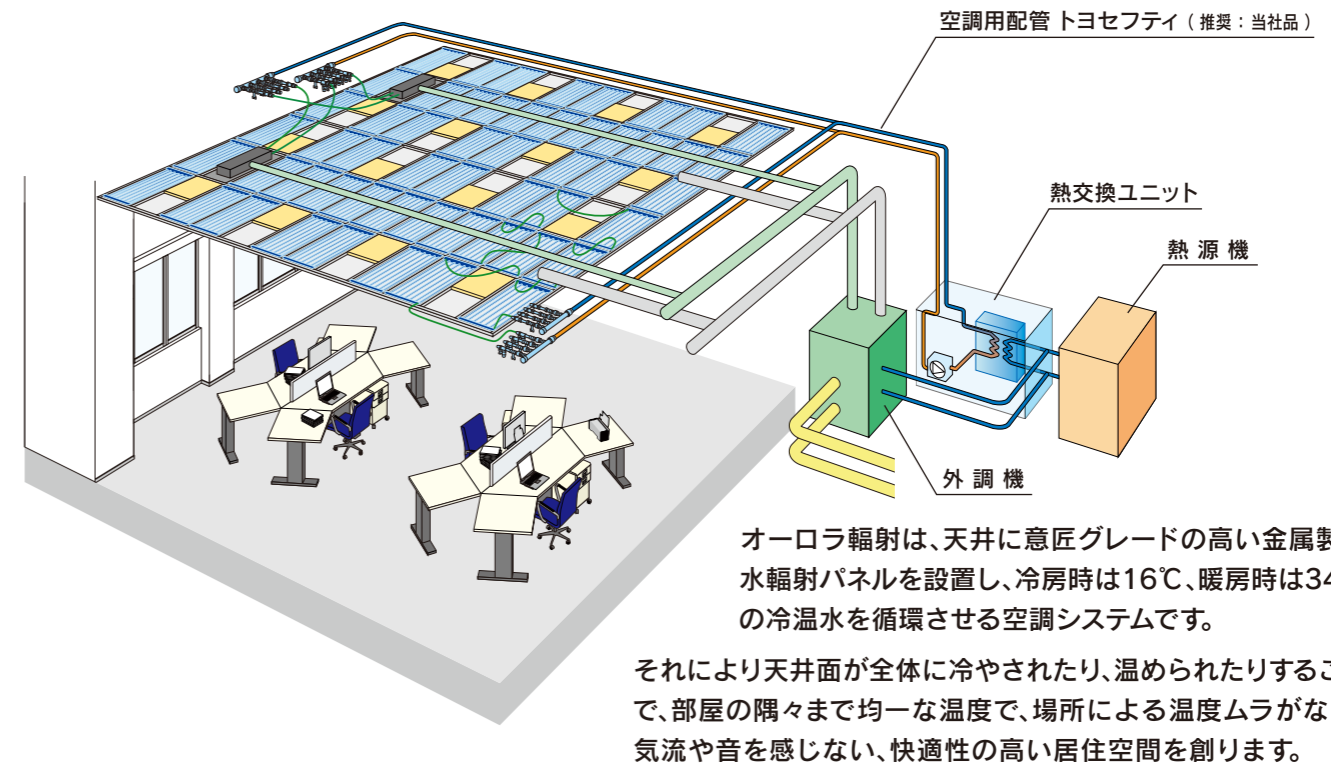 空調用配管 トヨセフティ（推奨：当社品）
熱交換ユニット
熱源機
外調機
オーロラ輻射は、天井に意匠グレードの高い金属製
水輻射パネルを設置し、冷房時は16℃、暖房時は34
の冷温水を循環させる空調システムです。
それにより天井面が全体に冷やされたり、温められたりするこ
で、部屋の隅々まで均一な温度で、場所による温度ムラがな
気流や音を感じない、快適性の高い居住空間を創ります。